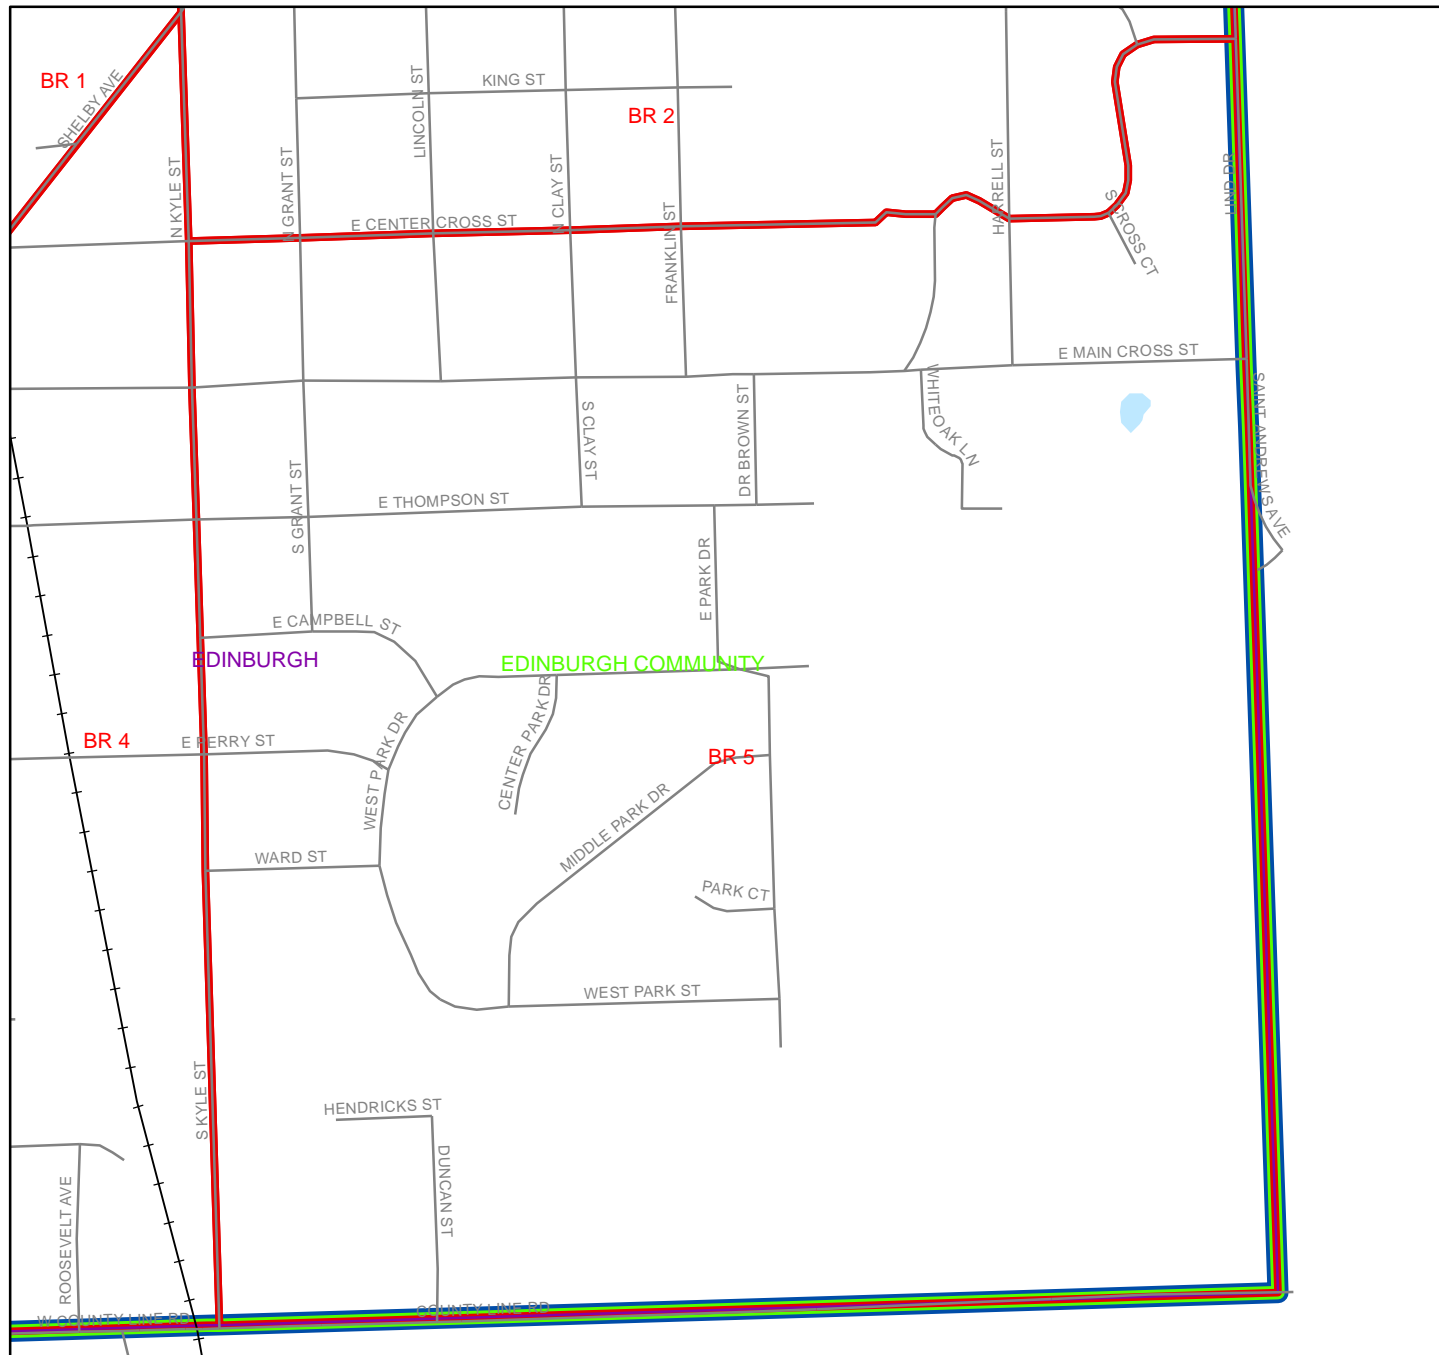 BR 1
SHELBY AVE
N KYLE ST
N GRANT ST
LINCOLN ST
KING ST
N CLAY ST
BR 2
FRANKLIN ST
HARRELL ST
S CROSS CT
E CENTER CROSS ST
E MAIN CROSS ST
SAINT ANDREWS AVE
WHITEOAK LN
DR BROWN ST
S CLAY ST
S GRANT ST
E THOMPSON ST
E PARK DR
E CAMPBELL ST
EDINBURGH
EDINBURGH COMMUNITY
BR 4
E PERRY ST
WEST PARK DR
CENTER PARK DR
BR 5
MIDDLE PARK DR
WARD ST
PARK CT
WEST PARK ST
S KYLE ST
HENDRICKS ST
DUNCAN ST
ROOSEVELT AVE
W COUNTY LINE RD
COUNTY LINE RD